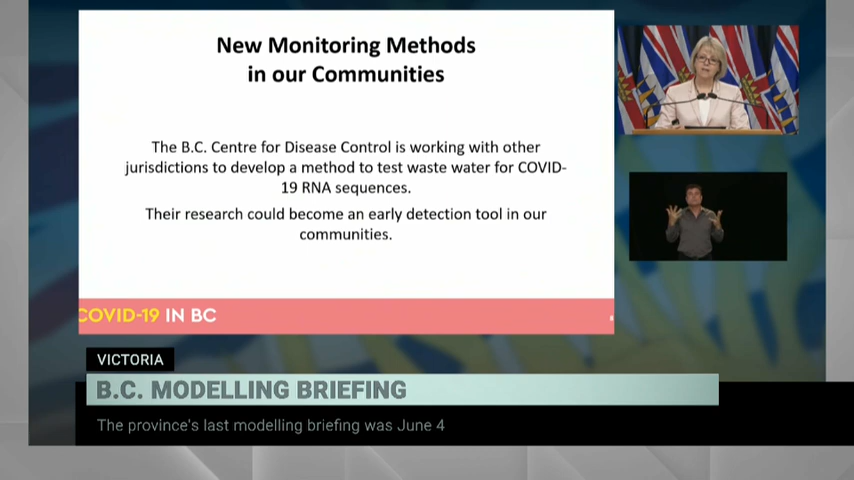 New Monitoring Methods
in our Communities
The B.C. Centre for Disease Control is working with other
jurisdictions to develop a method to test waste water for COVID-
19 RNA sequences.
Their research could become an early detection tool in our
communities.
COVID-19 IN BC
VICTORIA
B.C. MODELLING BRIEFING
The province's last modelling briefing was June 4